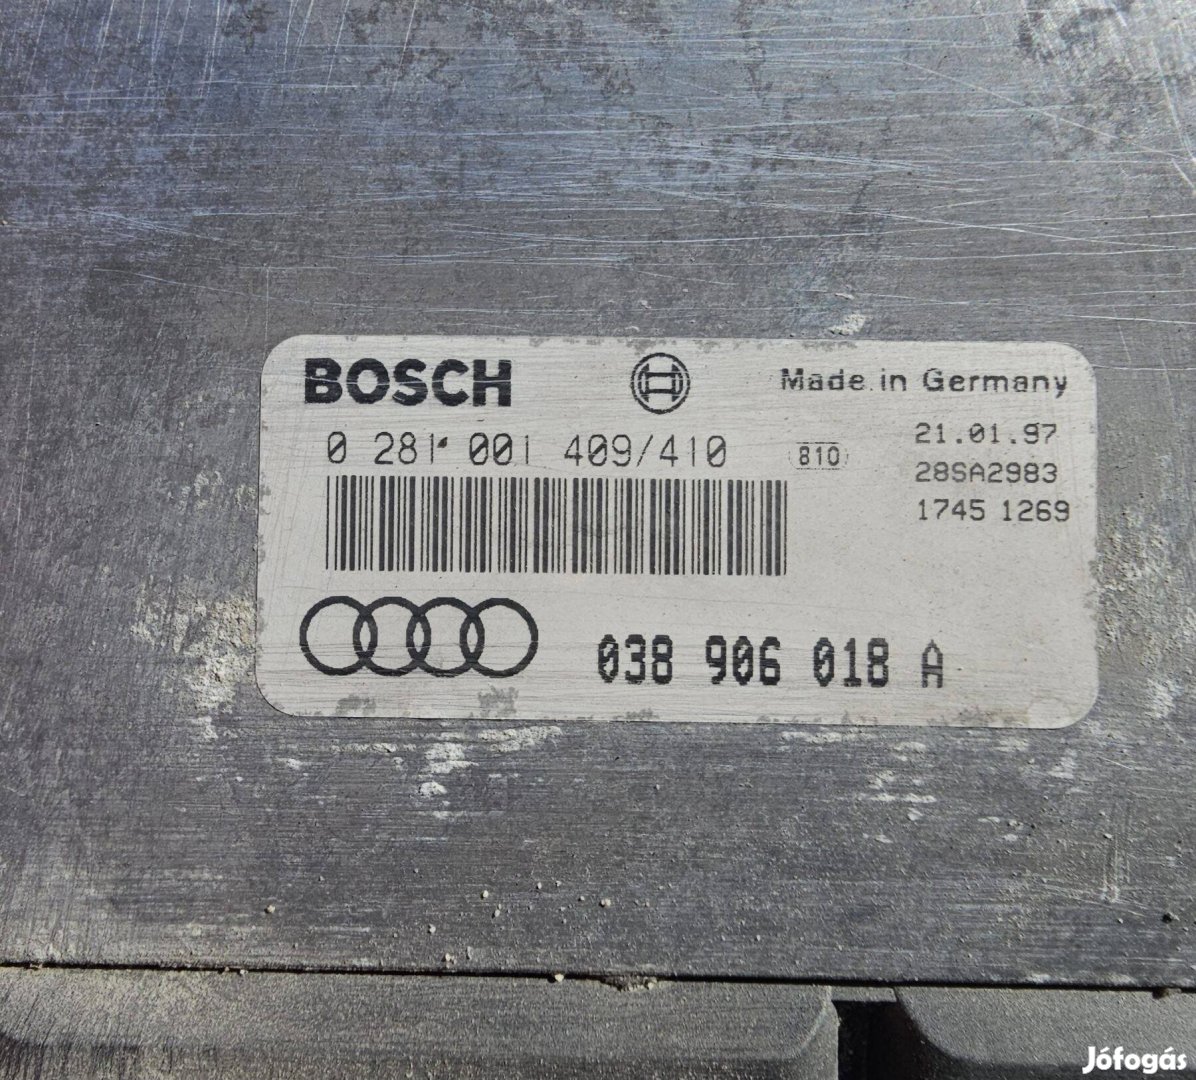 BOSCH
Made in Germany
0 281 001 409/410
810
21.01.97
28SA2983
1745 1269
038 906 018 A
Jófogás